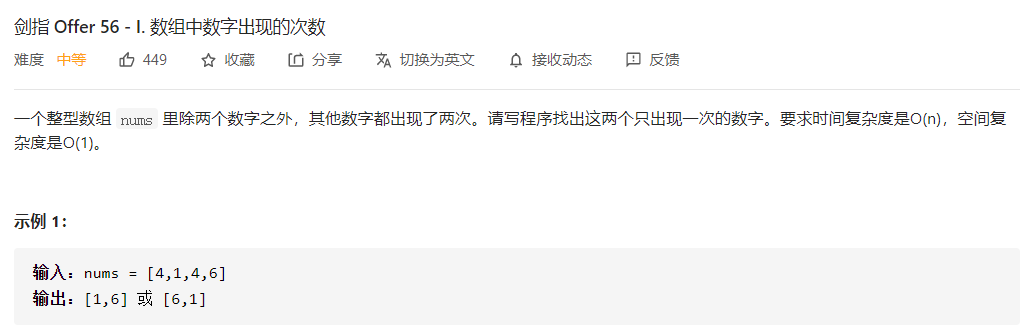 剑指 Offer 56 - I. 数组中数字出现的次数
难度 中等 449 收藏 分享 切换为英文 接收动态 反馈
一个整型数组 nums 里除两个数字之外，其他数字都出现了两次。请写程序找出这两个只出现一次的数字。要求时间复杂度是O(n)，空间复
杂度是O(1)。
示例 1：
输入：nums = [4,1,4,6]
输出：[1,6] 或 [6,1]